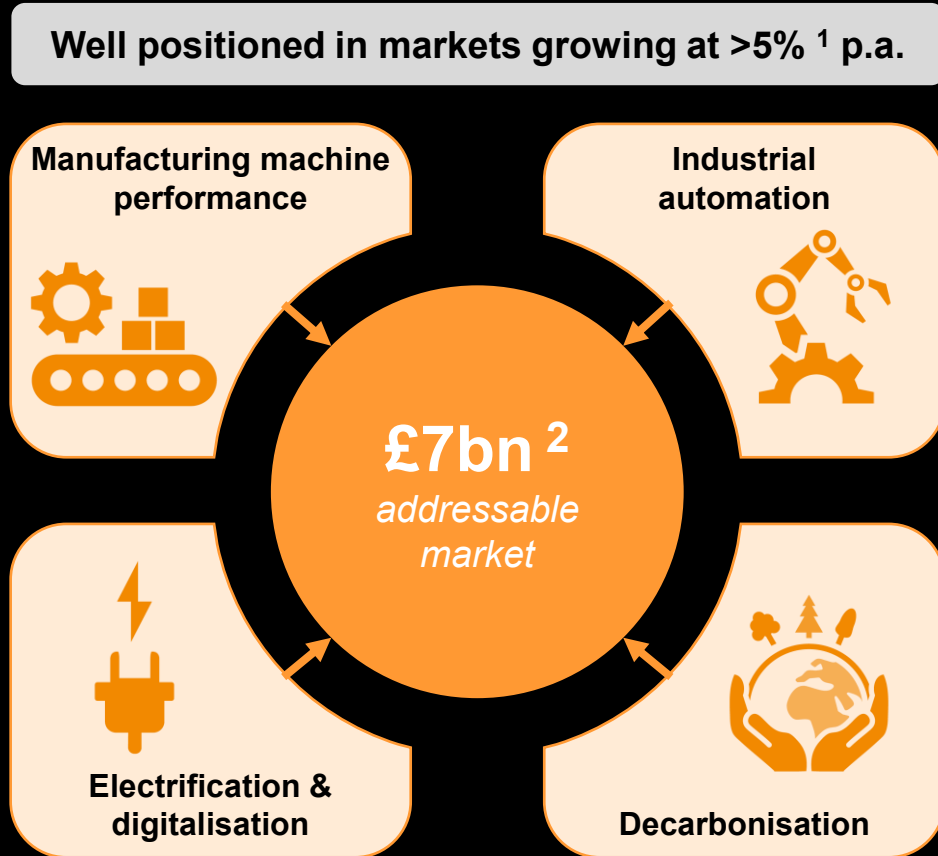 Well positioned in markets growing at >5% ¹ p.a.
Manufacturing machine
performance
Industrial
automation
£7bn ²
addressable
market
Electrification &
digitalisation
Decarbonisation